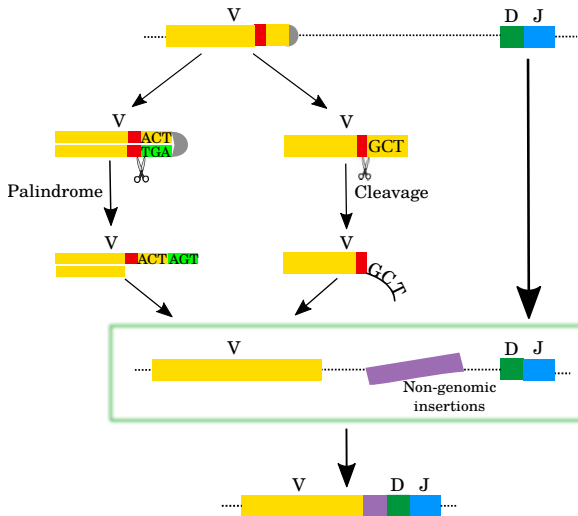 V D J
V V
ACT GCT
TGA
Palindrome Cleavage
V V
ACT AGT GCT
V D J
Non-genomic
insertions
V D J